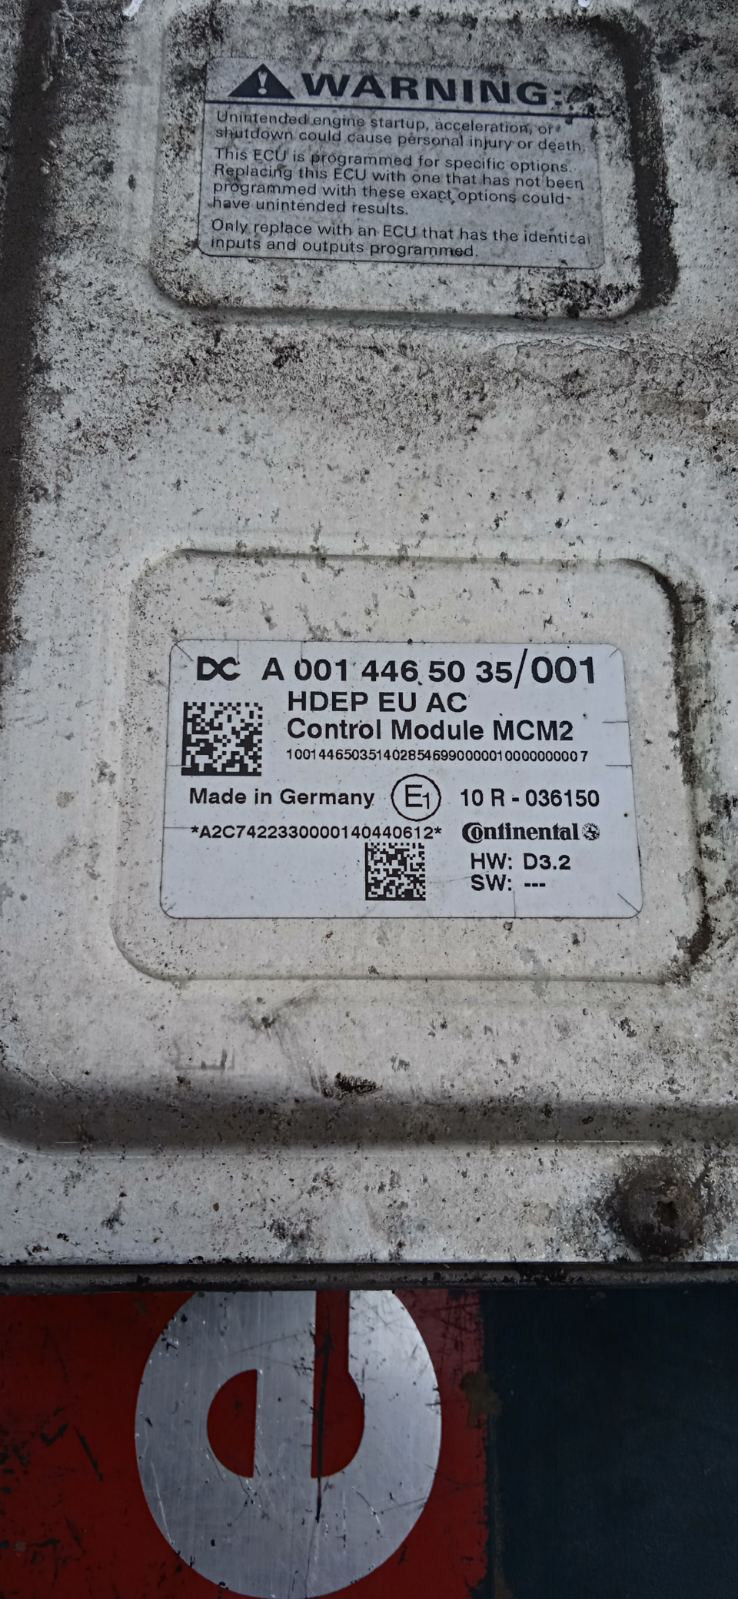 WARNING:
Unintended engine startup, acceleration, or
shutdown could cause personal injury or death.
This ECU is programmed for specific options.
Replacing this ECU with one that has not been
programmed with these exact options could
have unintended results.
Only replace with an ECU that has the identical
inputs and outputs programmed.
DC A 001 446 50 35/001
HDEP EU AC
Control Module MCM2
10014465035140285469900000100000000007
Made in Germany E1 10 R - 036150
*A2C7422330000140440612* Continental
HW: D3.2
SW: ---
e